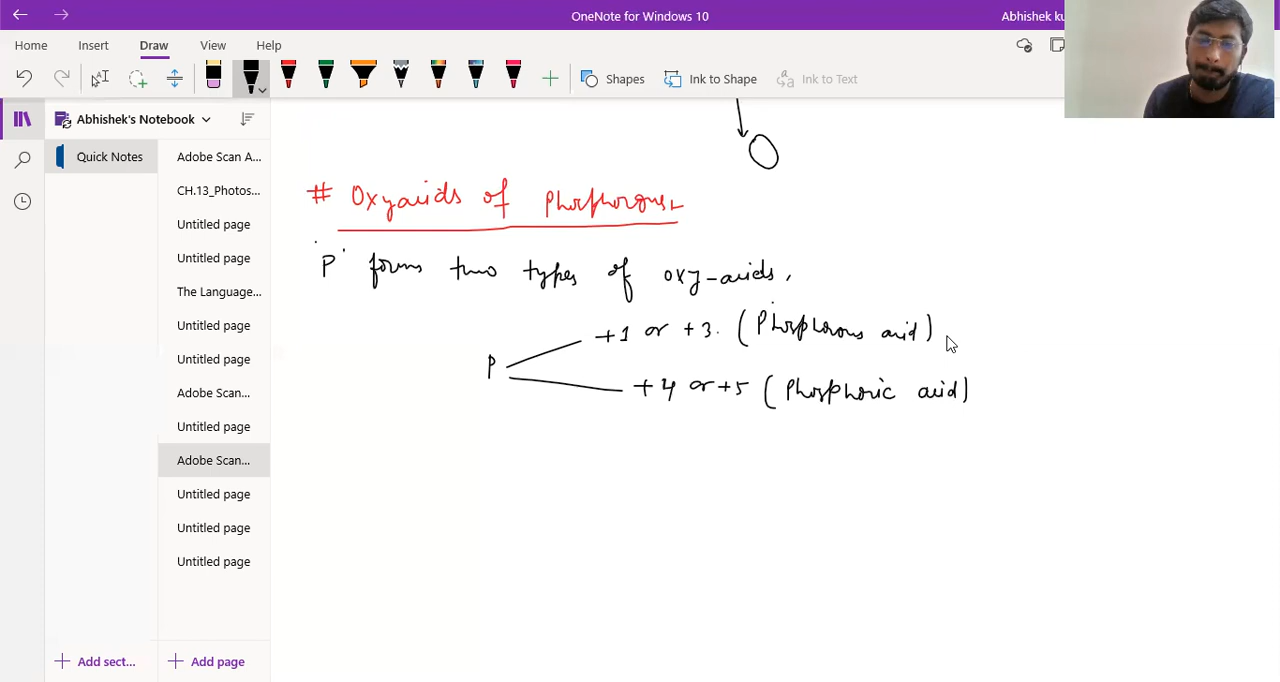 OneNote for Windows 10
Abhishek ku
Home Insert Draw View Help
Shapes Ink to Shape Ink to Text
Abhishek's Notebook
Quick Notes
Adobe Scan A...
CH.13_Photos...
Untitled page
Untitled page
The Language...
Untitled page
Untitled page
Adobe Scan...
Untitled page
Adobe Scan...
Untitled page
Untitled page
Untitled page
Add sect... Add page
# Oxyacids of Phosphorous
'P' forms two types of oxy-acids.
+1 or +3. (Phosphorous acid)
P
+4 or +5 (Phosphoric acid)